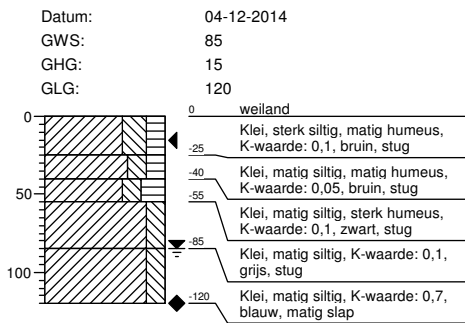 Datum: 04-12-2014
GWS: 85
GHG: 15
GLG: 120
0
50
100
0 weiland
-25 Klei, sterk siltig, matig humeus,
K-waarde: 0,1, bruin, stug
-40 Klei, matig siltig, matig humeus,
K-waarde: 0,05, bruin, stug
-55 Klei, matig siltig, sterk humeus,
K-waarde: 0,1, zwart, stug
-85 Klei, matig siltig, K-waarde: 0,1,
grijs, stug
-120 Klei, matig siltig, K-waarde: 0,7,
blauw, matig slap